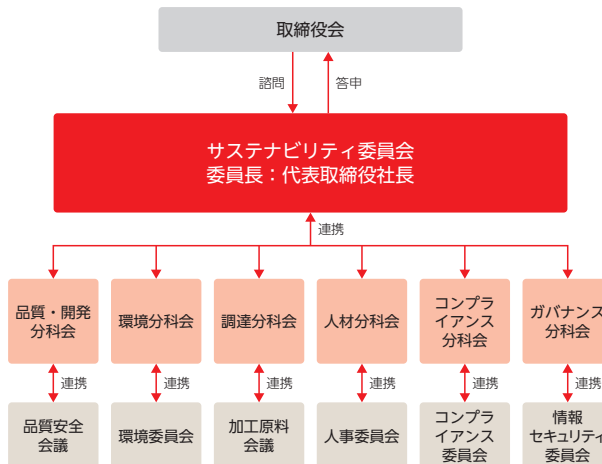 取締役会
諮問
答申
サステナビリティ委員会
委員長：代表取締役社長
連携
品質・開発
分科会
環境分科会
調達分科会
人材分科会
コンプラ
イアンス
分科会
ガバナンス
分科会
連携
連携
連携
連携
連携
連携
品質安全
会議
環境委員会
加工原料
会議
人事委員会
コンプラ
イアンス
委員会
情報
セキュリティ
委員会